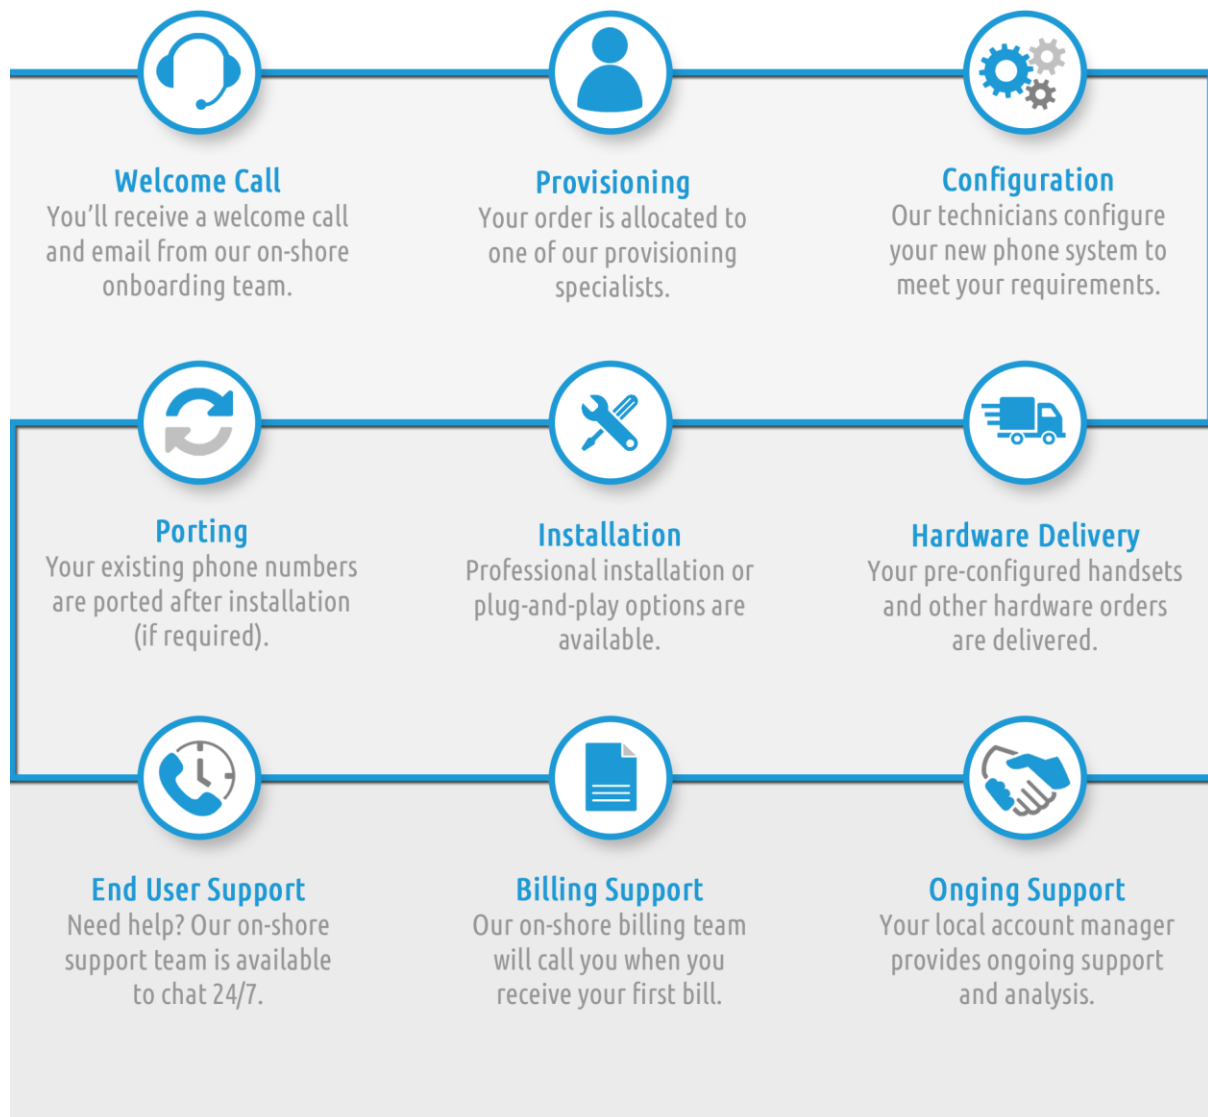 Welcome Call
You'll receive a welcome call
and email from our on-shore
onboarding team.
Provisioning
Your order is allocated to
one of our provisioning
specialists.
Configuration
Our technicians configure
your new phone system to
meet your requirements.
Porting
Your existing phone numbers
are ported after installation
(if required).
Installation
Professional installation or
plug-and-play options are
available.
Hardware Delivery
Your pre-configured handsets
and other hardware orders
are delivered.
End User Support
Need help? Our on-shore
support team is available
to chat 24/7.
Billing Support
Our on-shore billing team
will call you when you
receive your first bill.
Onging Support
Your local account manager
provides ongoing support
and analysis.